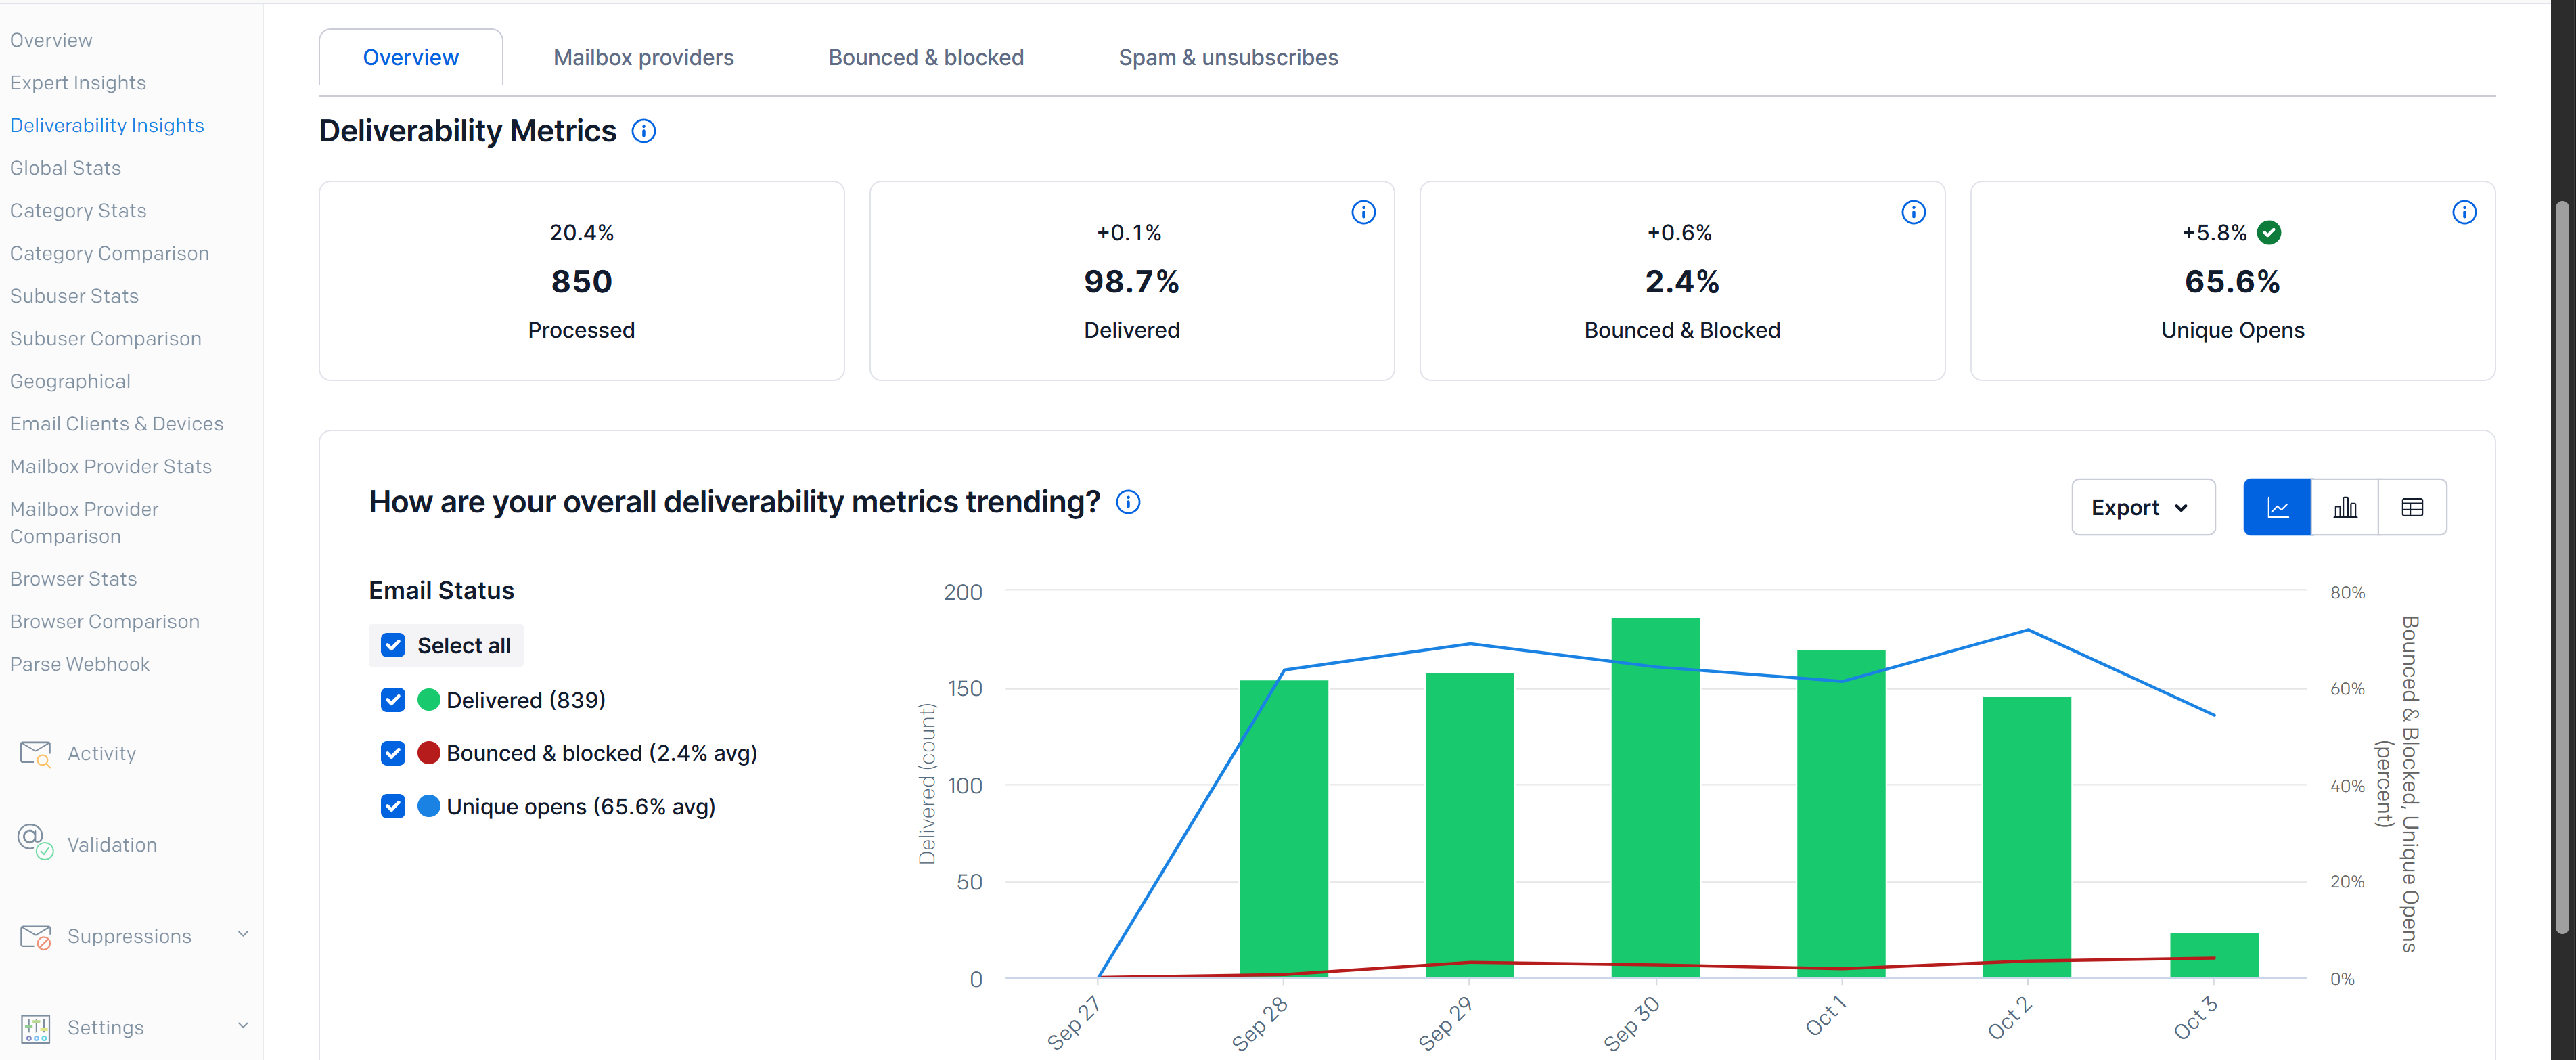 Overview
Expert Insights
Deliverability Insights
Global Stats
Category Stats
Category Comparison
Subuser Stats
Subuser Comparison
Geographical
Email Clients & Devices
Mailbox Provider Stats
Mailbox Provider
Comparison
Browser Stats
Browser Comparison
Parse Webhook
Activity
Validation
Suppressions
Settings
Overview
Mailbox providers
Bounced & blocked
Spam & unsubscribes
Deliverability Metrics
20.4%
850
Processed
+0.1%
98.7%
Delivered
+0.6%
2.4%
Bounced & Blocked
+5.8%
65.6%
Unique Opens
How are your overall deliverability metrics trending?
Export
Email Status
Select all
Delivered (839)
Bounced & blocked (2.4% avg)
Unique opens (65.6% avg)
Delivered (count)
200
150
100
50
0
80%
60%
40%
20%
0%
Bounced & Blocked, Unique Opens
(percent)
Sep 27
Sep 28
Sep 29
Sep 30
Oct 1
Oct 2
Oct 3